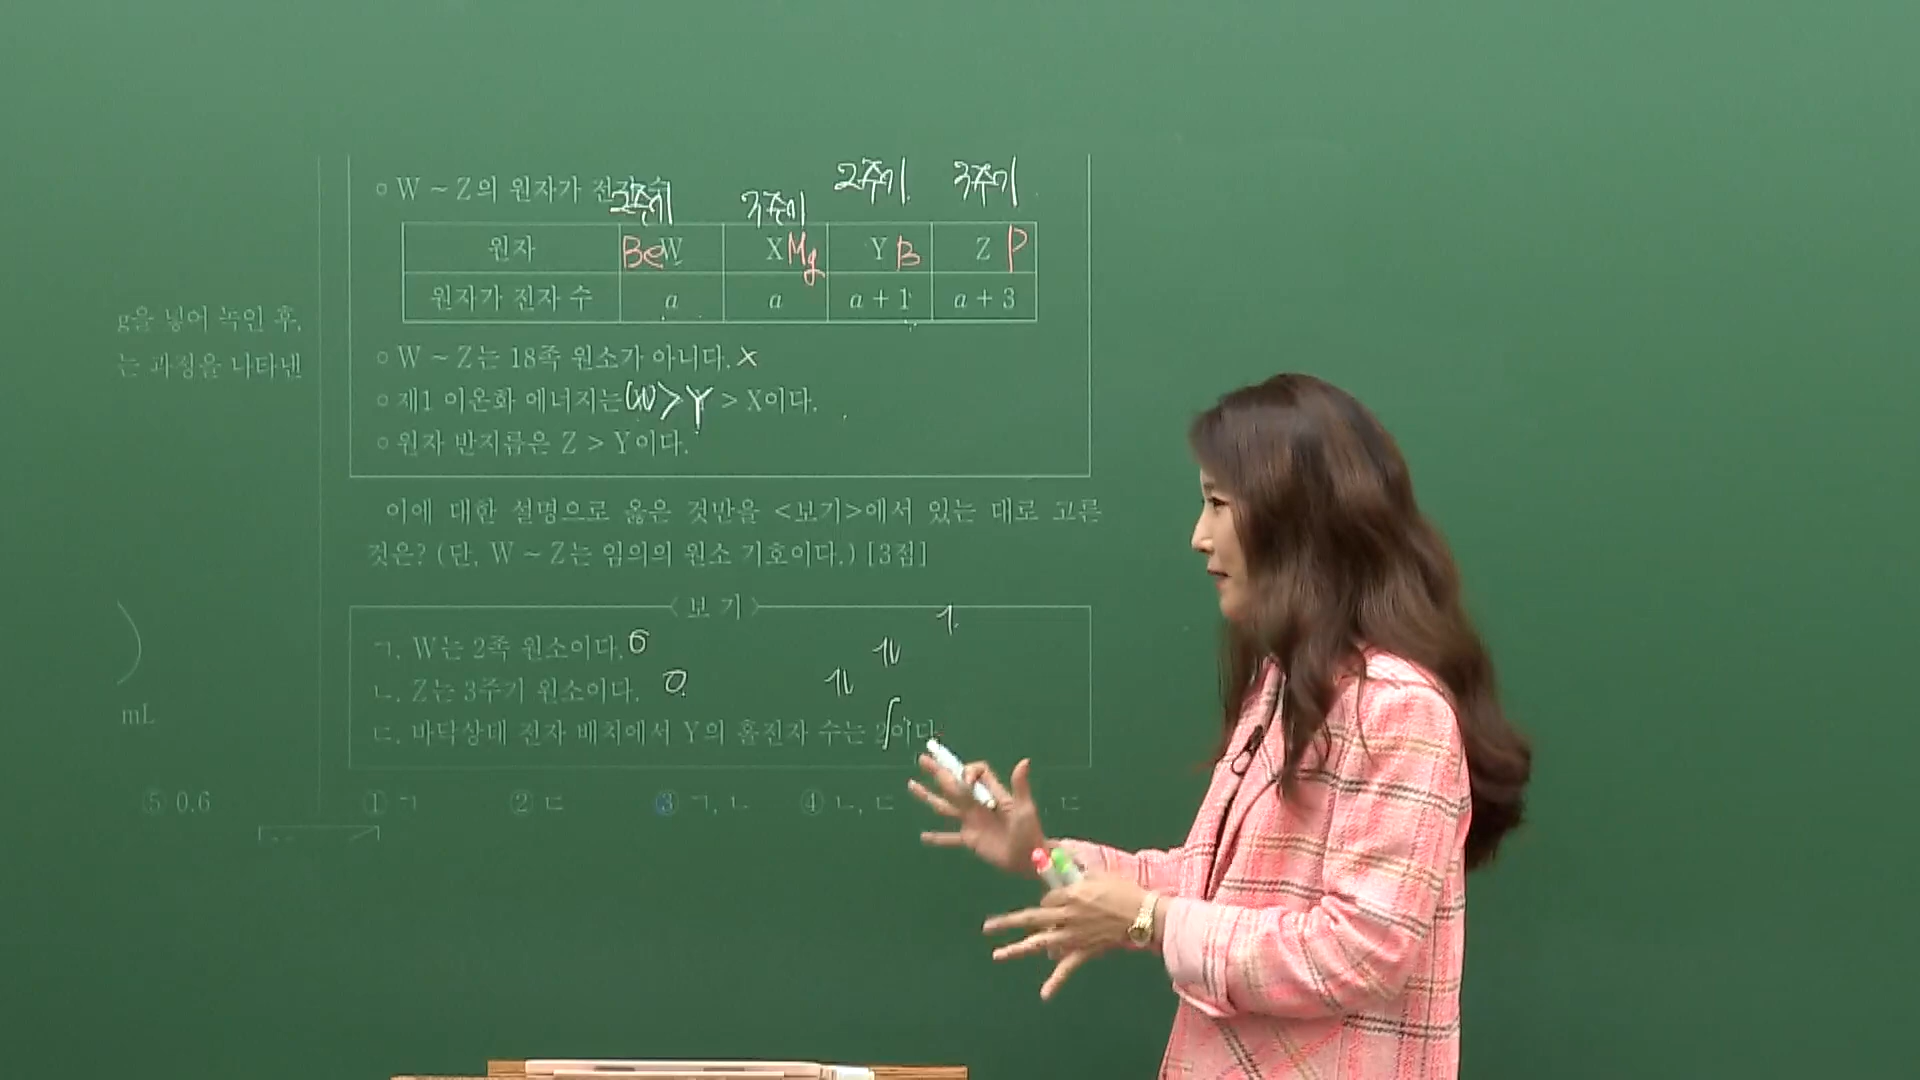 2주기 3주기
○ W ~ Z의 원자가 전자 수
2주기 3주기
원자 Be W X Mg Y B Z P
원자가 전자 수 a a a + 1 a + 3
○ W ~ Z는 18족 원소가 아니다. ×
○ 제1 이온화 에너지는 W > Y > X이다.
○ 원자 반지름은 Z > Y이다.
g을 넣어 녹인 후,
는 과정을 나타낸
이에 대한 설명으로 옳은 것만을 <보기>에서 있는 대로 고른
것은? (단, W ~ Z는 임의의 원소 기호이다.) [3점]
<보 기>
ㄱ. W는 2족 원소이다. O
ㄴ. Z는 3주기 원소이다. O
ㄷ. 바닥상태 전자 배치에서 Y의 홀전자 수는 2이다.
mL
⑤ 0.6
① ㄱ ② ㄷ ③ ㄱ, ㄴ ④ ㄴ, ㄷ , ㄷ